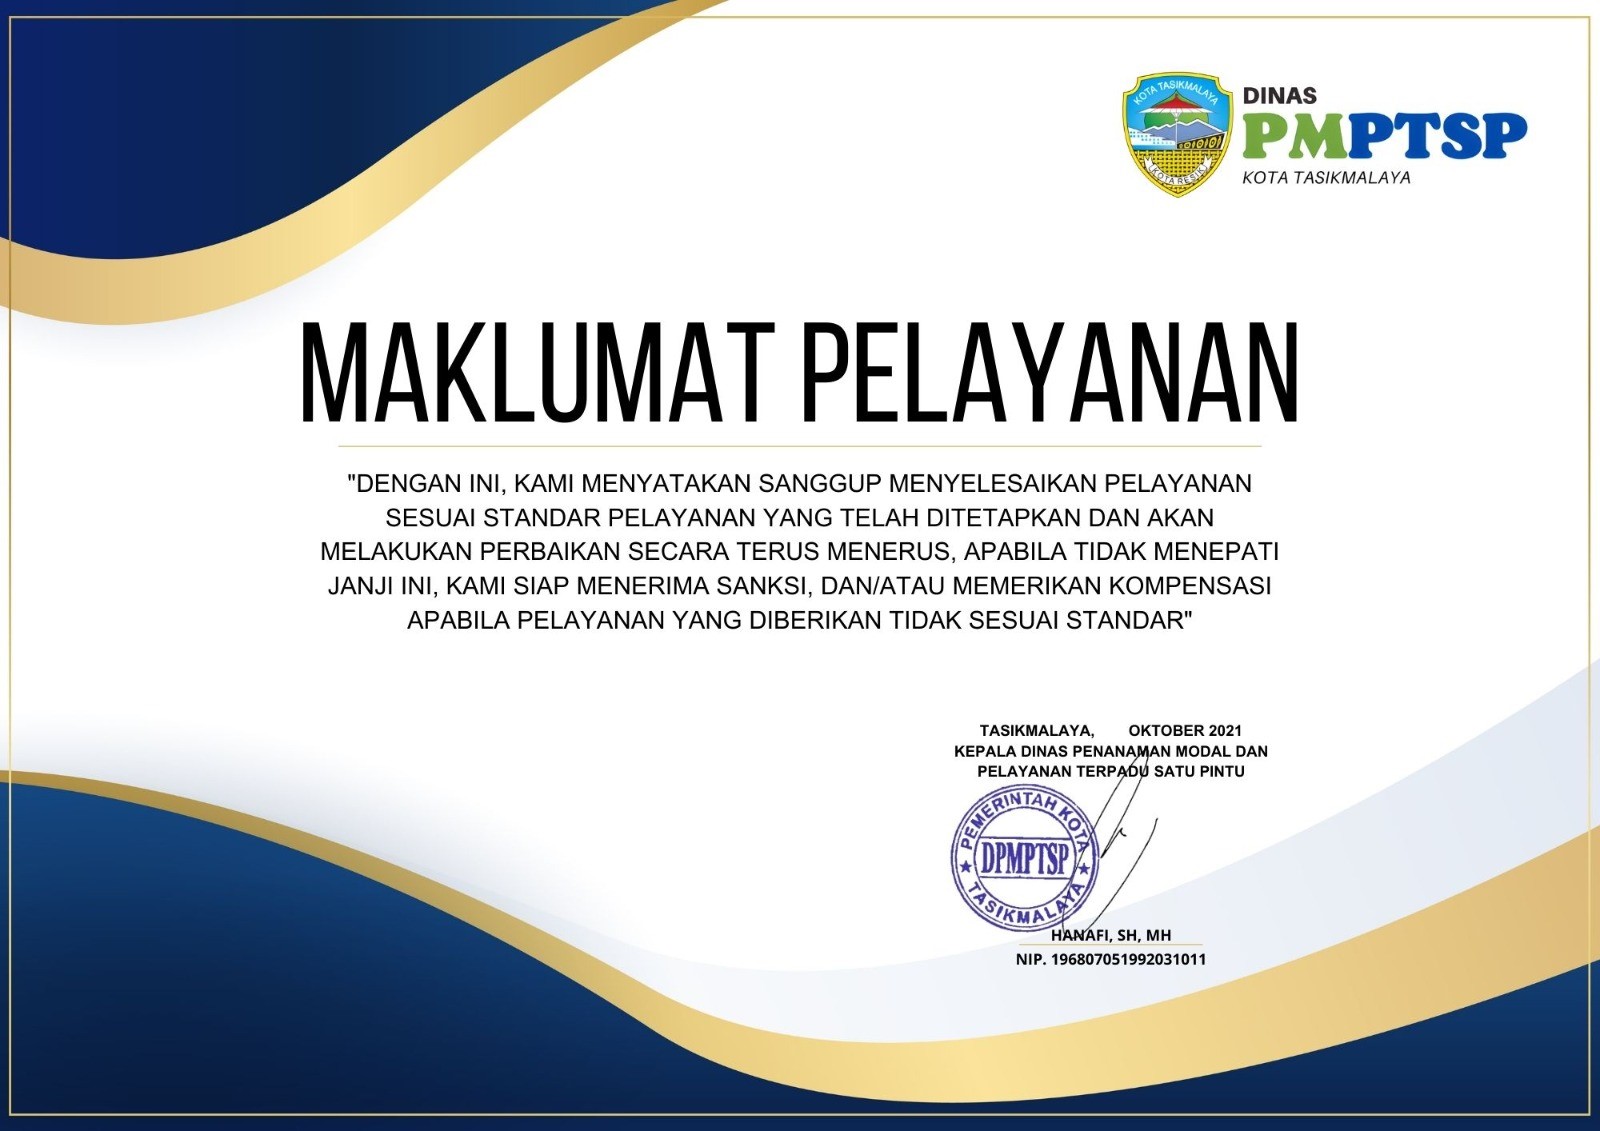 KOTA TASIKMALAYA
KOTA RESIK
DINAS
PMPTSP
KOTA TASIKMALAYA
MAKLUMAT PELAYANAN
"DENGAN INI, KAMI MENYATAKAN SANGGUP MENYELESAIKAN PELAYANAN
SESUAI STANDAR PELAYANAN YANG TELAH DITETAPKAN DAN AKAN
MELAKUKAN PERBAIKAN SECARA TERUS MENERUS, APABILA TIDAK MENEPATI
JANJI INI, KAMI SIAP MENERIMA SANKSI, DAN/ATAU MEMERIKAN KOMPENSASI
APABILA PELAYANAN YANG DIBERIKAN TIDAK SESUAI STANDAR"
TASIKMALAYA, OKTOBER 2021
KEPALA DINAS PENANAMAN MODAL DAN
PELAYANAN TERPADU SATU PINTU
PEMERINTAH KOTA
DPMPTSP
TASIKMALAYA
HANAFI, SH, MH
NIP. 196807051992031011